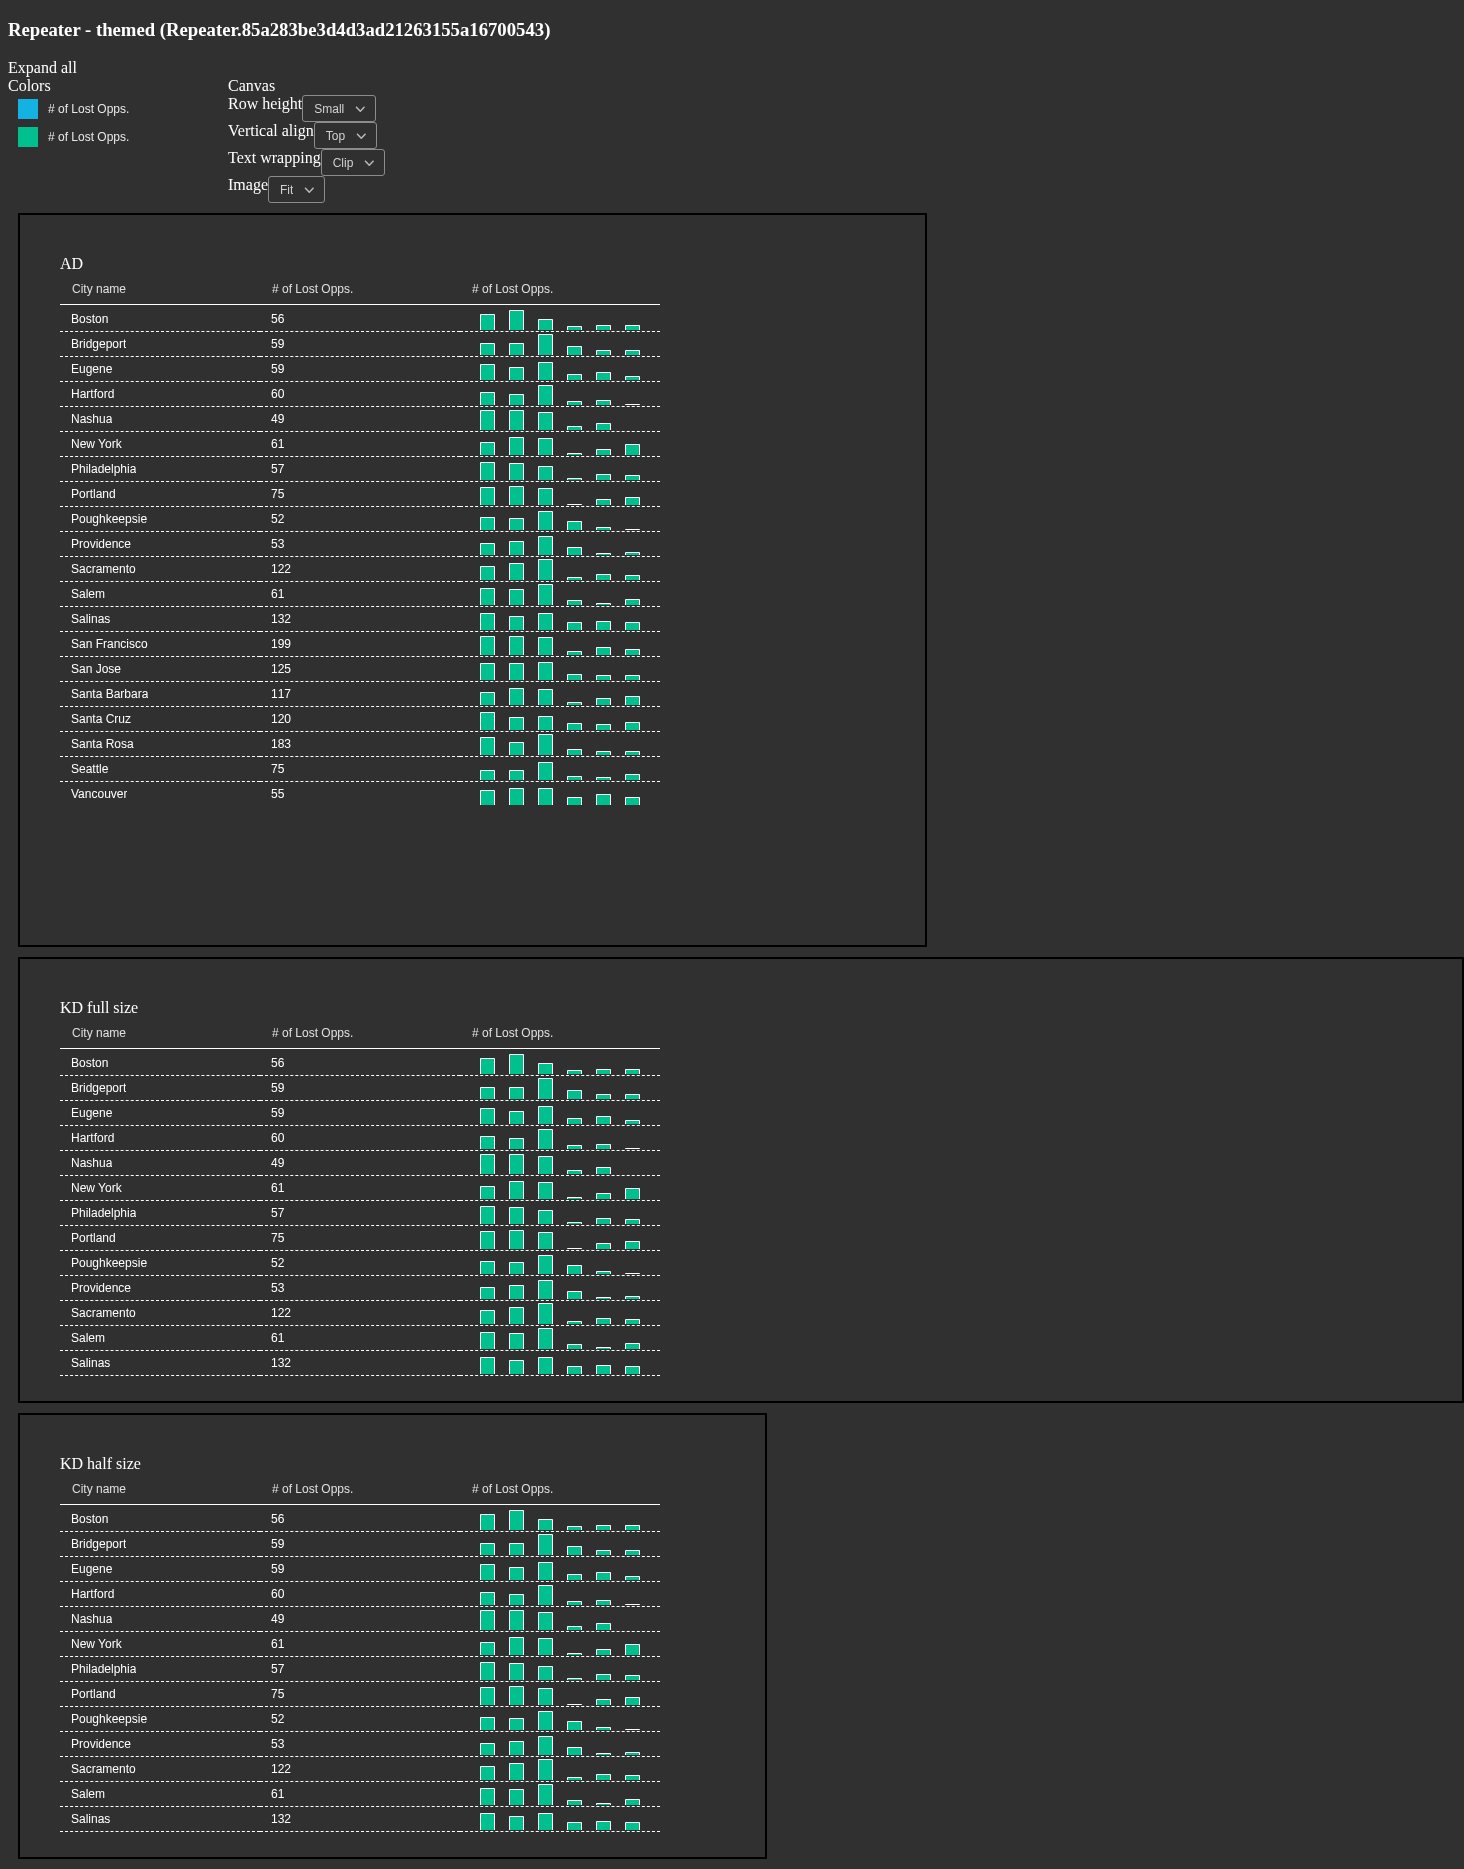 Repeater - themed (Repeater.85a283be3d4d3ad21263155a16700543)
Expand all
Colors
# of Lost Opps.
# of Lost Opps.
Canvas
Row height Small
Vertical align Top
Text wrapping Clip
Image Fit
AD
City name # of Lost Opps. # of Lost Opps.
Boston 56
Bridgeport 59
Eugene 59
Hartford 60
Nashua 49
New York 61
Philadelphia 57
Portland 75
Poughkeepsie 52
Providence 53
Sacramento 122
Salem 61
Salinas 132
San Francisco 199
San Jose 125
Santa Barbara 117
Santa Cruz 120
Santa Rosa 183
Seattle 75
Vancouver 55
KD full size
City name # of Lost Opps. # of Lost Opps.
Boston 56
Bridgeport 59
Eugene 59
Hartford 60
Nashua 49
New York 61
Philadelphia 57
Portland 75
Poughkeepsie 52
Providence 53
Sacramento 122
Salem 61
Salinas 132
KD half size
City name # of Lost Opps. # of Lost Opps.
Boston 56
Bridgeport 59
Eugene 59
Hartford 60
Nashua 49
New York 61
Philadelphia 57
Portland 75
Poughkeepsie 52
Providence 53
Sacramento 122
Salem 61
Salinas 132